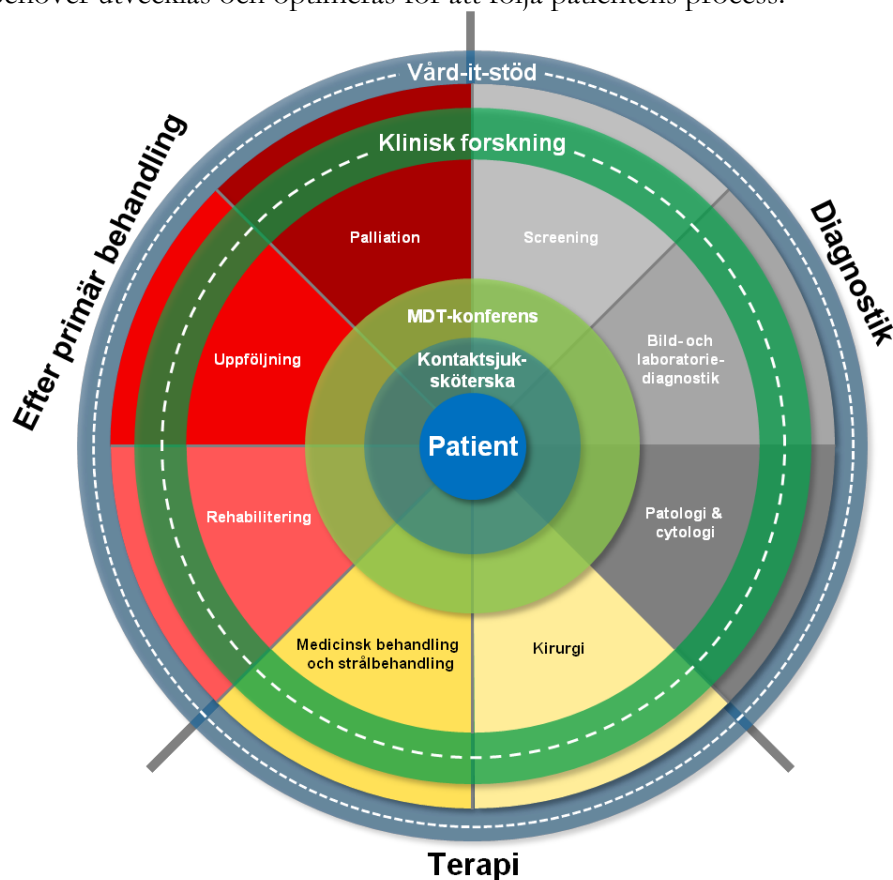 behöver utvecklas och optimeras för att följa patientens process.
Vård-it-stöd
Klinisk forskning
Efter primär behandling
Diagnostik
Palliation
Screening
MDT-konferens
Uppföljning
Kontaktsjuk-
sköterska
Bild- och
laboratorie-
diagnostik
Patient
Rehabilitering
Patologi &
cytologi
Medicinsk behandling
och strålbehandling
Kirurgi
Terapi